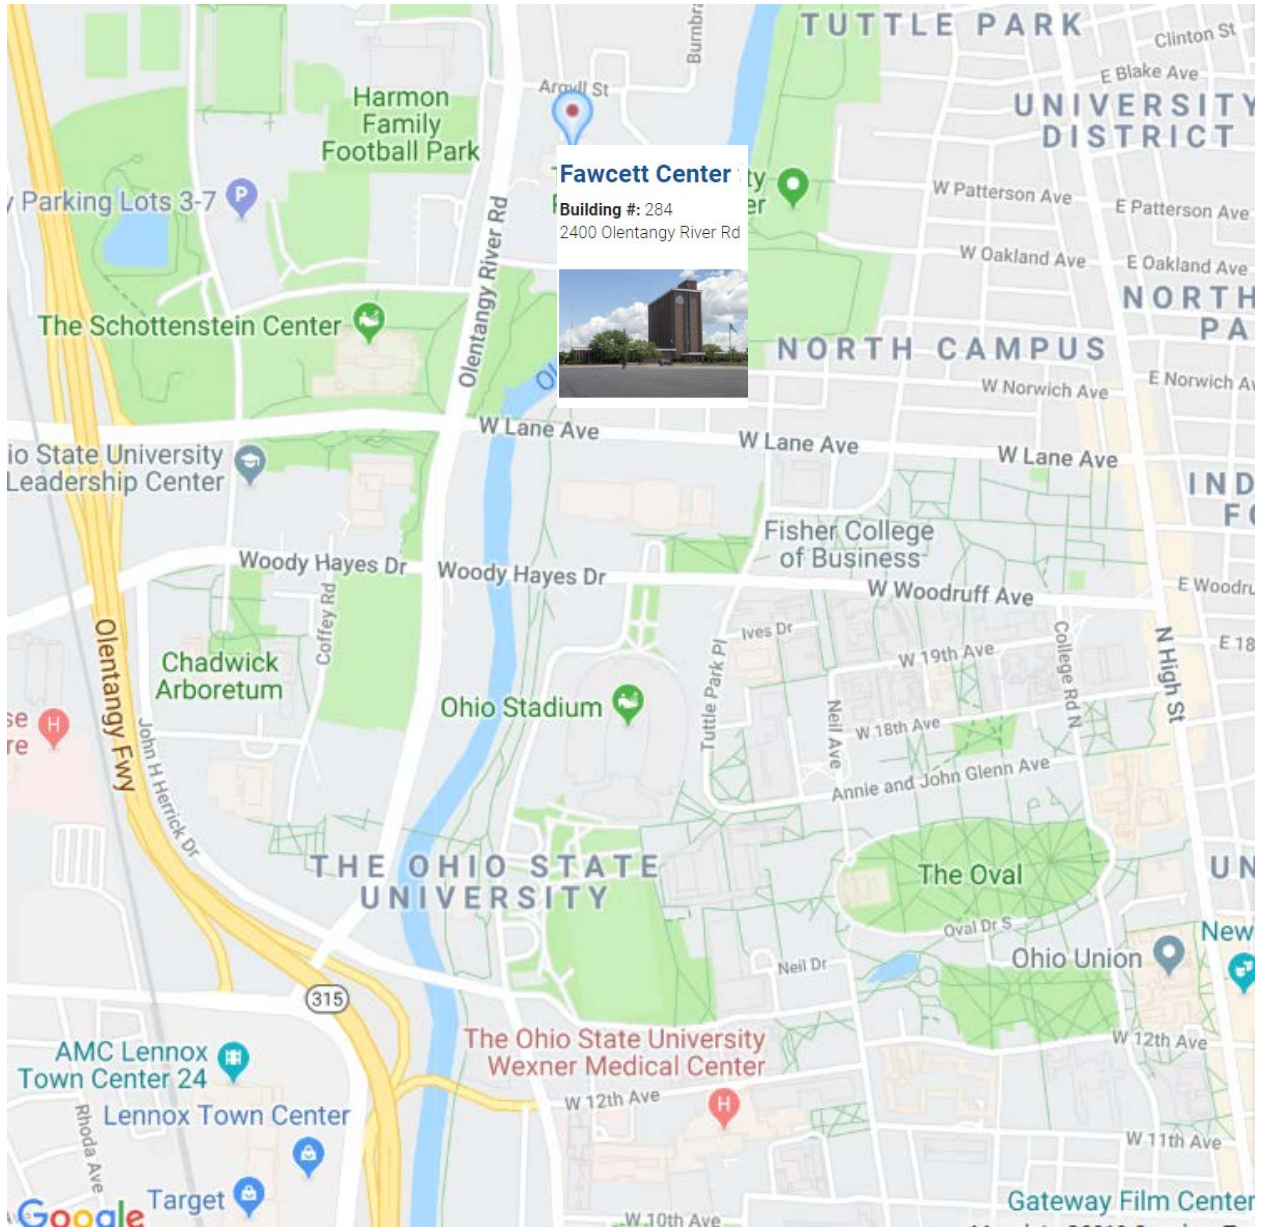 TUTTLE PARK
Clinton St
Argyll St
E Blake Ave
Harmon
Family
Football Park
UNIVERSITY
DISTRICT
Parking Lots 3-7
Fawcett Center
Building #: 284
2400 Olentangy River Rd
W Patterson Ave
E Patterson Ave
Olentangy River Rd
W Oakland Ave
E Oakland Ave
NORTH
The Schottenstein Center
NORTH CAMPUS
W Norwich Ave
E Norwich
W Lane Ave
W Lane Ave
W Lane Ave
State University
Leadership Center
Fisher College
of Business
Woody Hayes Dr
Woody Hayes Dr
W Woodruff Ave
Coffey Rd
Ives Dr
College Rd N
N High St
E 18
W 19th Ave
Chadwick
Arboretum
Olentangy Fwy
John H Herrick Dr
Ohio Stadium
Tuttle Park Pl
Neil Ave
W 18th Ave
Annie and John Glenn Ave
THE OHIO STATE
UNIVERSITY
The Oval
Oval Dr S
New
Ohio Union
Neil Dr
315
The Ohio State University
Wexner Medical Center
W 12th Ave
AMC Lennox
Town Center 24
W 12th Ave
H
Lennox Town Center
Rhoda Ave
W 11th Ave
Target
Gateway Film Center
Google
W 10th Ave